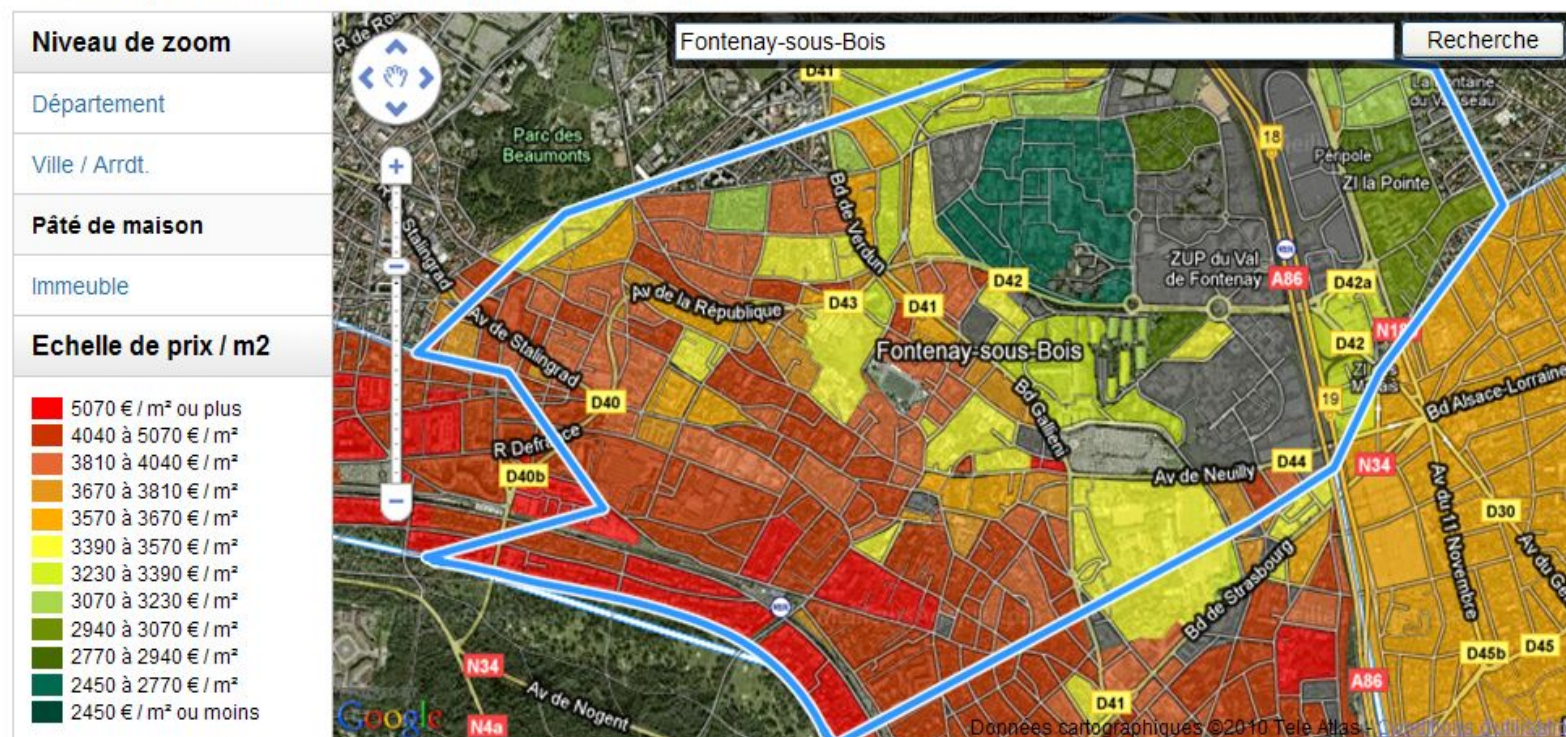 Niveau de zoom
Département
Ville / Arrdt.
Pâté de maison
Immeuble
Echelle de prix / m2
5070 € / m² ou plus
4040 à 5070 € / m²
3810 à 4040 € / m²
3670 à 3810 € / m²
3570 à 3670 € / m²
3390 à 3570 € / m²
3230 à 3390 € / m²
3070 à 3230 € / m²
2940 à 3070 € / m²
2770 à 2940 € / m²
2450 à 2770 € / m²
2450 € / m² ou moins
Fontenay-sous-Bois
Recherche
R de
D41
La Fontaine
du Vaisseau
Parc des
Beaumonts
18
Péripole
ZI la Pointe
Stalingrad
Bd de Verdun
ZUP du Val
de Fontenay
A86
D42
D42a
Av de la République
D43
D41
Av de Stalingrad
D42
Fontenay-sous-Bois
D40
19
Bd Gallieni
Bd Alsace-Lorraine
R Defrance
D40b
Av de Neuilly
D44
N34
Av du 11 Novembre
D30
Bd de Strasbourg
Av du
N34
Av de Nogent
N4a
D41
A86
D45b
D45
Google
Données cartographiques ©2010 Tele Atlas -